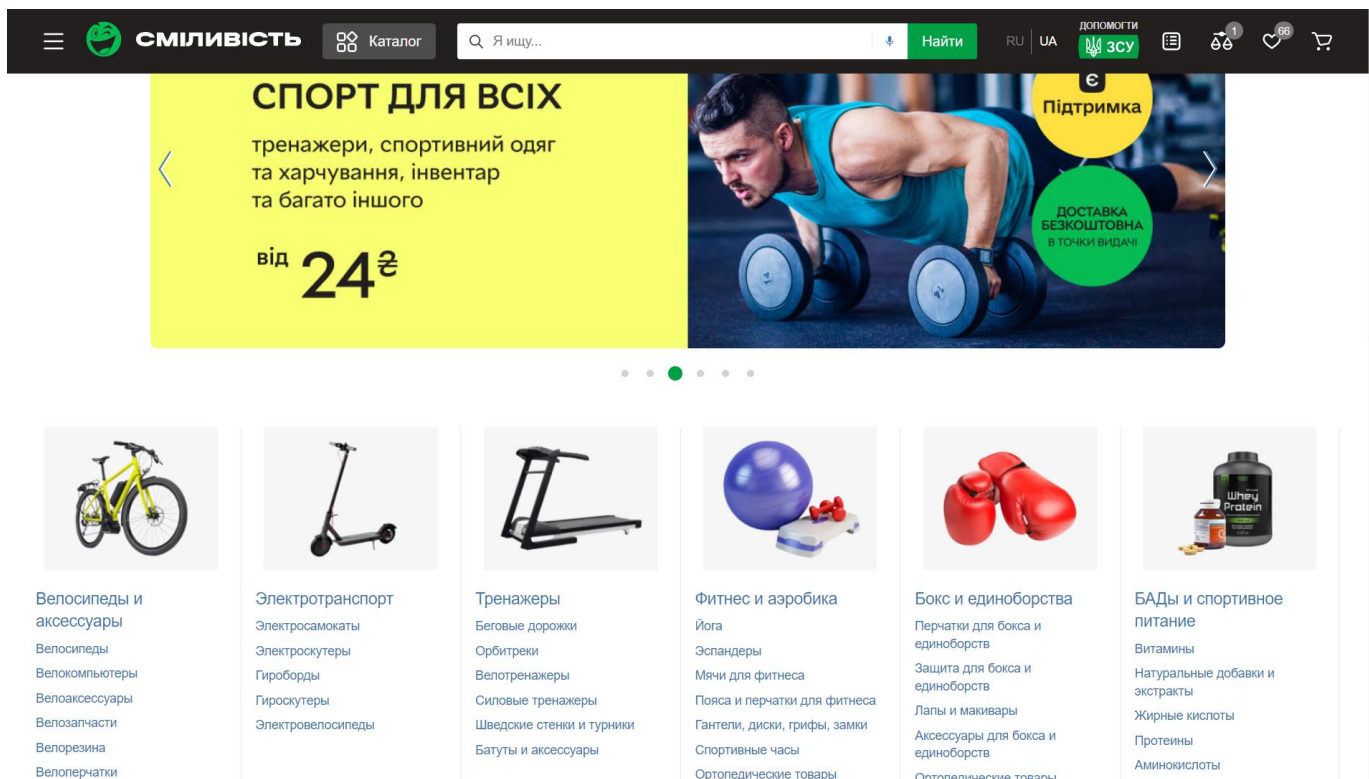 СМІЛИВІСТЬ
Каталог
Я ищу...
Найти
RU UA
ДОПОМОГТИ
ЗСУ
1
66
СПОРТ ДЛЯ ВСІХ
тренажери, спортивний одяг
та харчування, інвентар
та багато іншого
від 24₴
Є
Підтримка
ДОСТАВКА
БЕЗКОШТОВНА
В ТОЧКИ ВИДАЧІ
Whey
Protein
Велосипеды и
аксессуары
Велосипеды
Велокомпьютеры
Велоаксессуары
Велозапчасти
Велорезина
Велоперчатки
Электротранспорт
Электросамокаты
Электроскутеры
Гироборды
Гироскутеры
Электровелосипеды
Тренажеры
Беговые дорожки
Орбитреки
Велотренажеры
Силовые тренажеры
Шведские стенки и турники
Батуты и аксессуары
Фитнес и аэробика
Йога
Эспандеры
Мячи для фитнеса
Пояса и перчатки для фитнеса
Гантели, диски, грифы, замки
Спортивные часы
Ортопедические товары
Бокс и единоборства
Перчатки для бокса и
единоборств
Защита для бокса и
единоборств
Лапы и макивары
Аксессуары для бокса и
единоборств
Ортопедические товары
БАДы и спортивное
питание
Витамины
Натуральные добавки и
экстракты
Жирные кислоты
Протеины
Аминокислоты